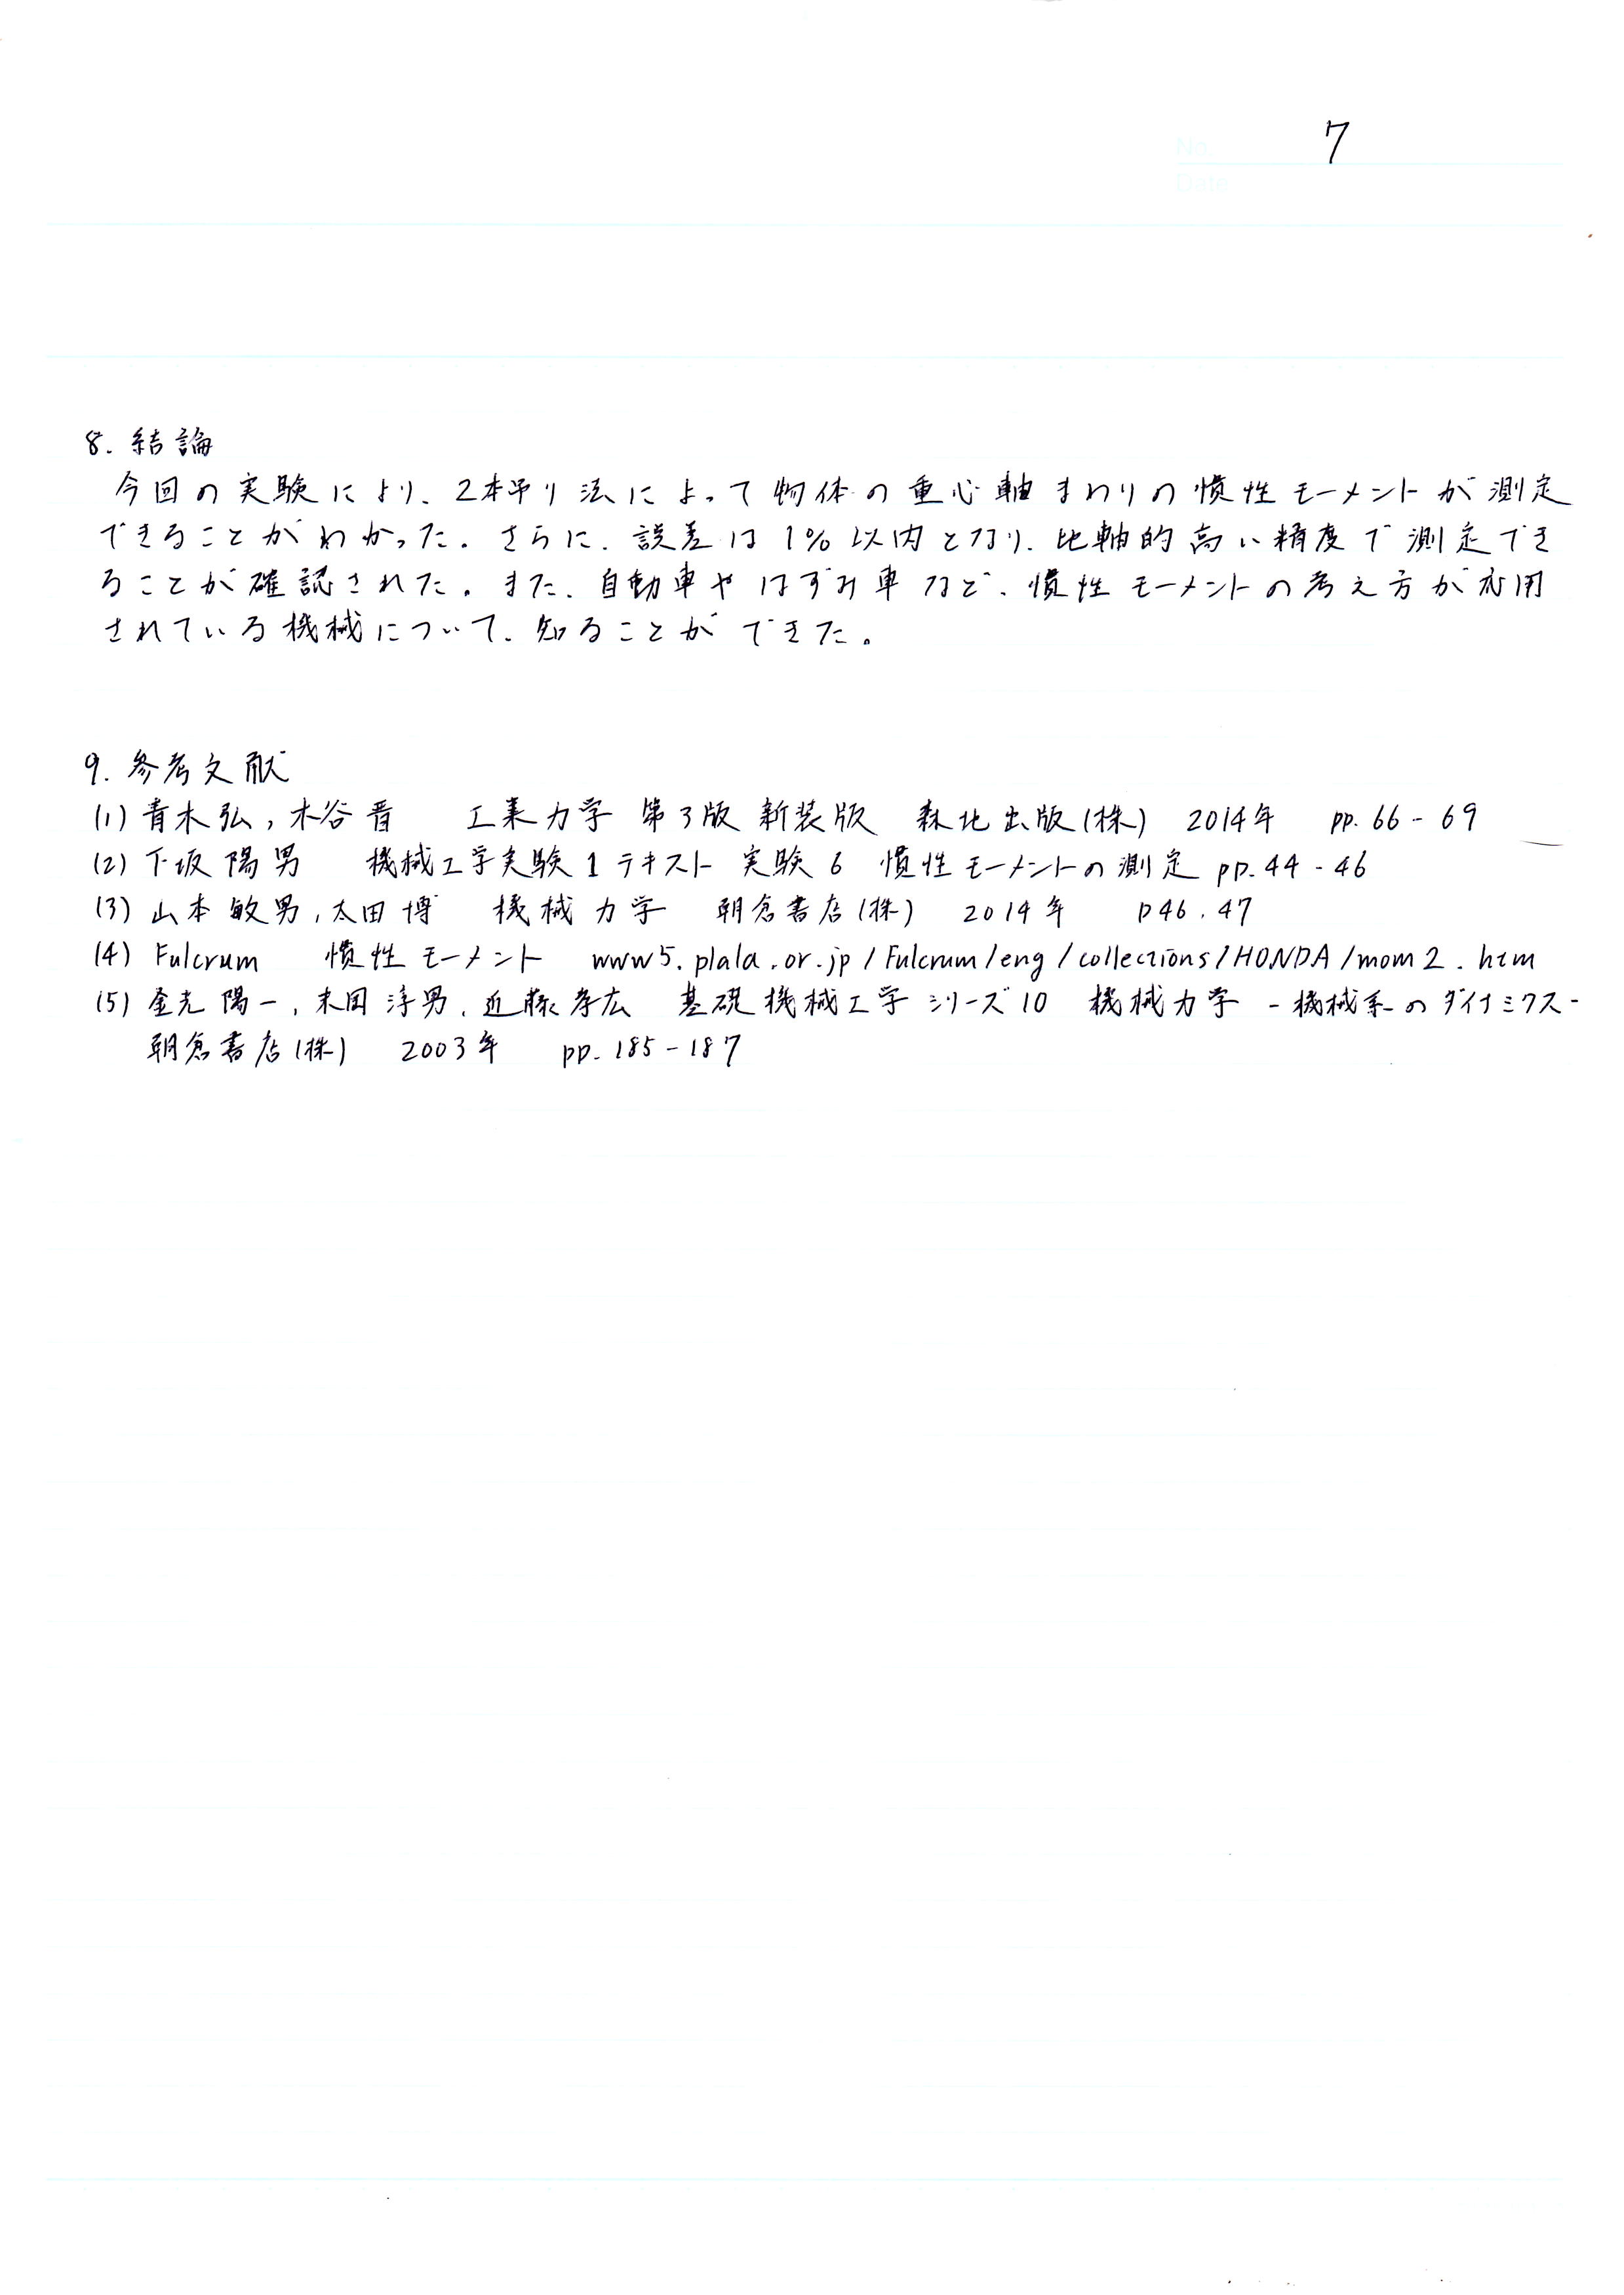 No. 7
Date
8. 結論
今回の実験により、2本吊り法によって物体の重心軸まわりの慣性モーメントが測定
できることがわかった。さらに、誤差は1%以内となり、比軸的高い精度で測定でき
ることが確認された。また、自動車やはずみ車など、慣性モーメントの考え方が応用
されている機械について、知ることができた。
9. 参考文献
(1) 青木弘, 木谷晋 工業力学 第3版 新装版 森北出版(株) 2014年 pp. 66 - 69
(2) 下坂陽男 機械工学実験1テキスト 実験6 慣性モーメントの測定 pp. 44 - 46
(3) 山本敏男, 太田博 機械力学 朝倉書店(株) 2014年 p46, 47
(4) Fulcrum 慣性モーメント www5.plala.or.jp/Fulcrum/eng/collections/HONDA/mom2.htm
(5) 金光陽一, 末岡淳男, 近藤孝広 基礎機械工学シリーズ10 機械力学 -機械系のダイナミクス-
朝倉書店(株) 2003年 pp. 185 - 187